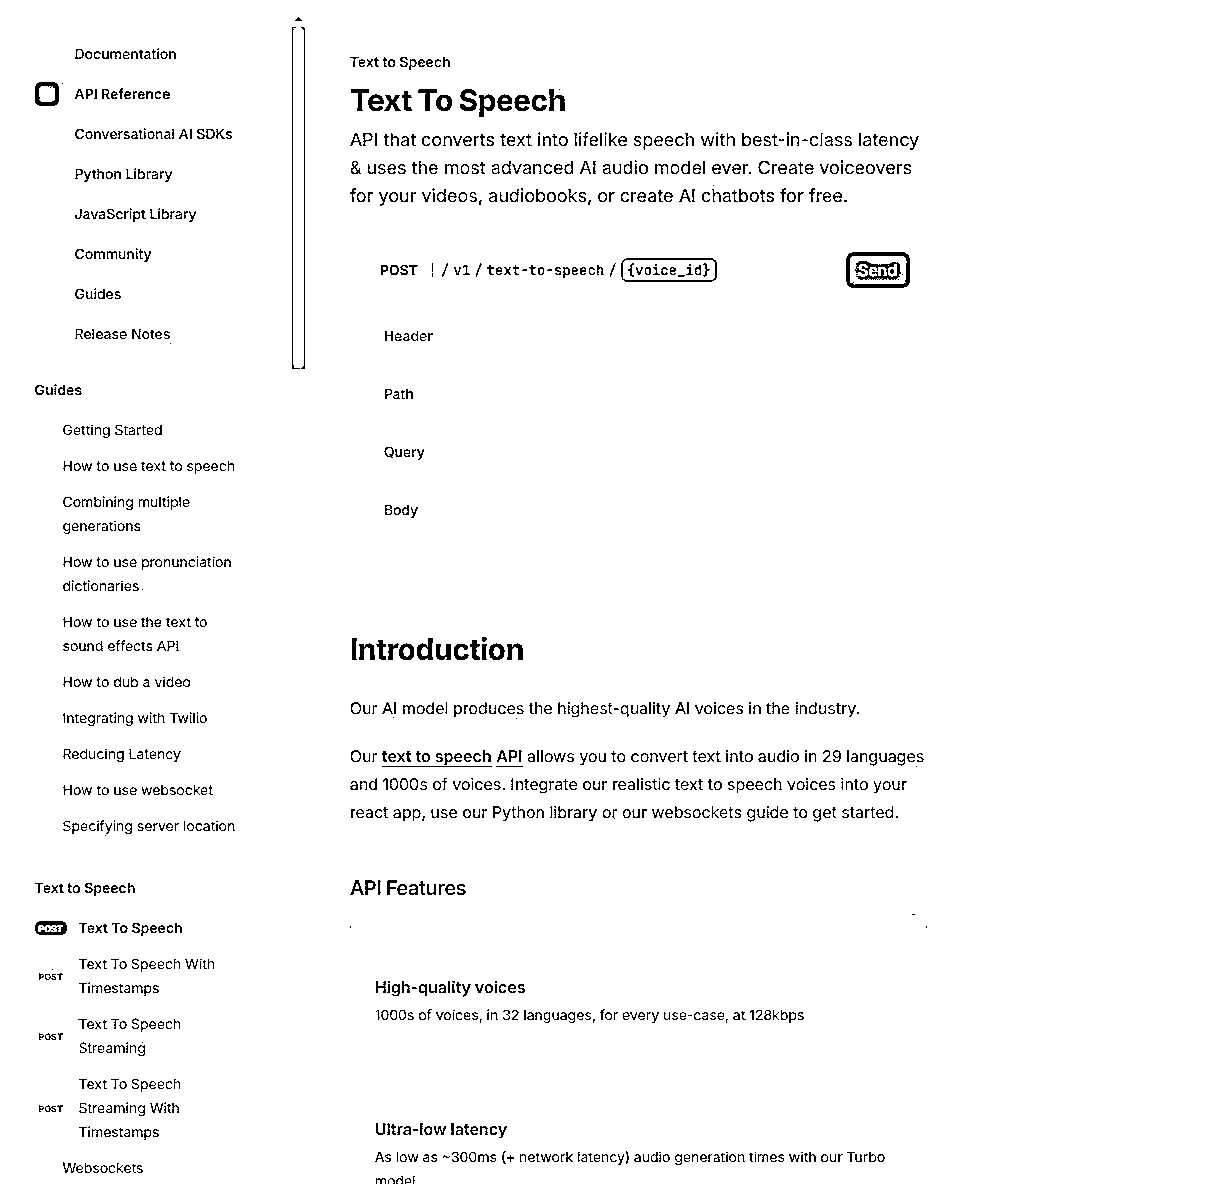 Documentation
API Reference
Conversational AI SDKs
Python Library
JavaScript Library
Community
Guides
Release Notes
Guides
Getting Started
How to use text to speech
Combining multiple
generations
How to use pronunciation
dictionaries
How to use the text to
sound effects API
How to dub a video
Integrating with Twilio
Reducing Latency
How to use websocket
Specifying server location
Text to Speech
POST Text To Speech
POST Text To Speech With
Timestamps
POST Text To Speech
Streaming
POST Text To Speech
Streaming With
Timestamps
Websockets
Text to Speech
Text To Speech
API that converts text into lifelike speech with best-in-class latency
& uses the most advanced AI audio model ever. Create voiceovers
for your videos, audiobooks, or create AI chatbots for free.
POST | / v1 / text-to-speech / {voice_id}
Send
Header
Path
Query
Body
Introduction
Our AI model produces the highest-quality AI voices in the industry.
Our text to speech API allows you to convert text into audio in 29 languages
and 1000s of voices. Integrate our realistic text to speech voices into your
react app, use our Python library or our websockets guide to get started.
API Features
High-quality voices
1000s of voices, in 32 languages, for every use-case, at 128kbps
Ultra-low latency
As low as ~300ms (+ network latency) audio generation times with our Turbo
model